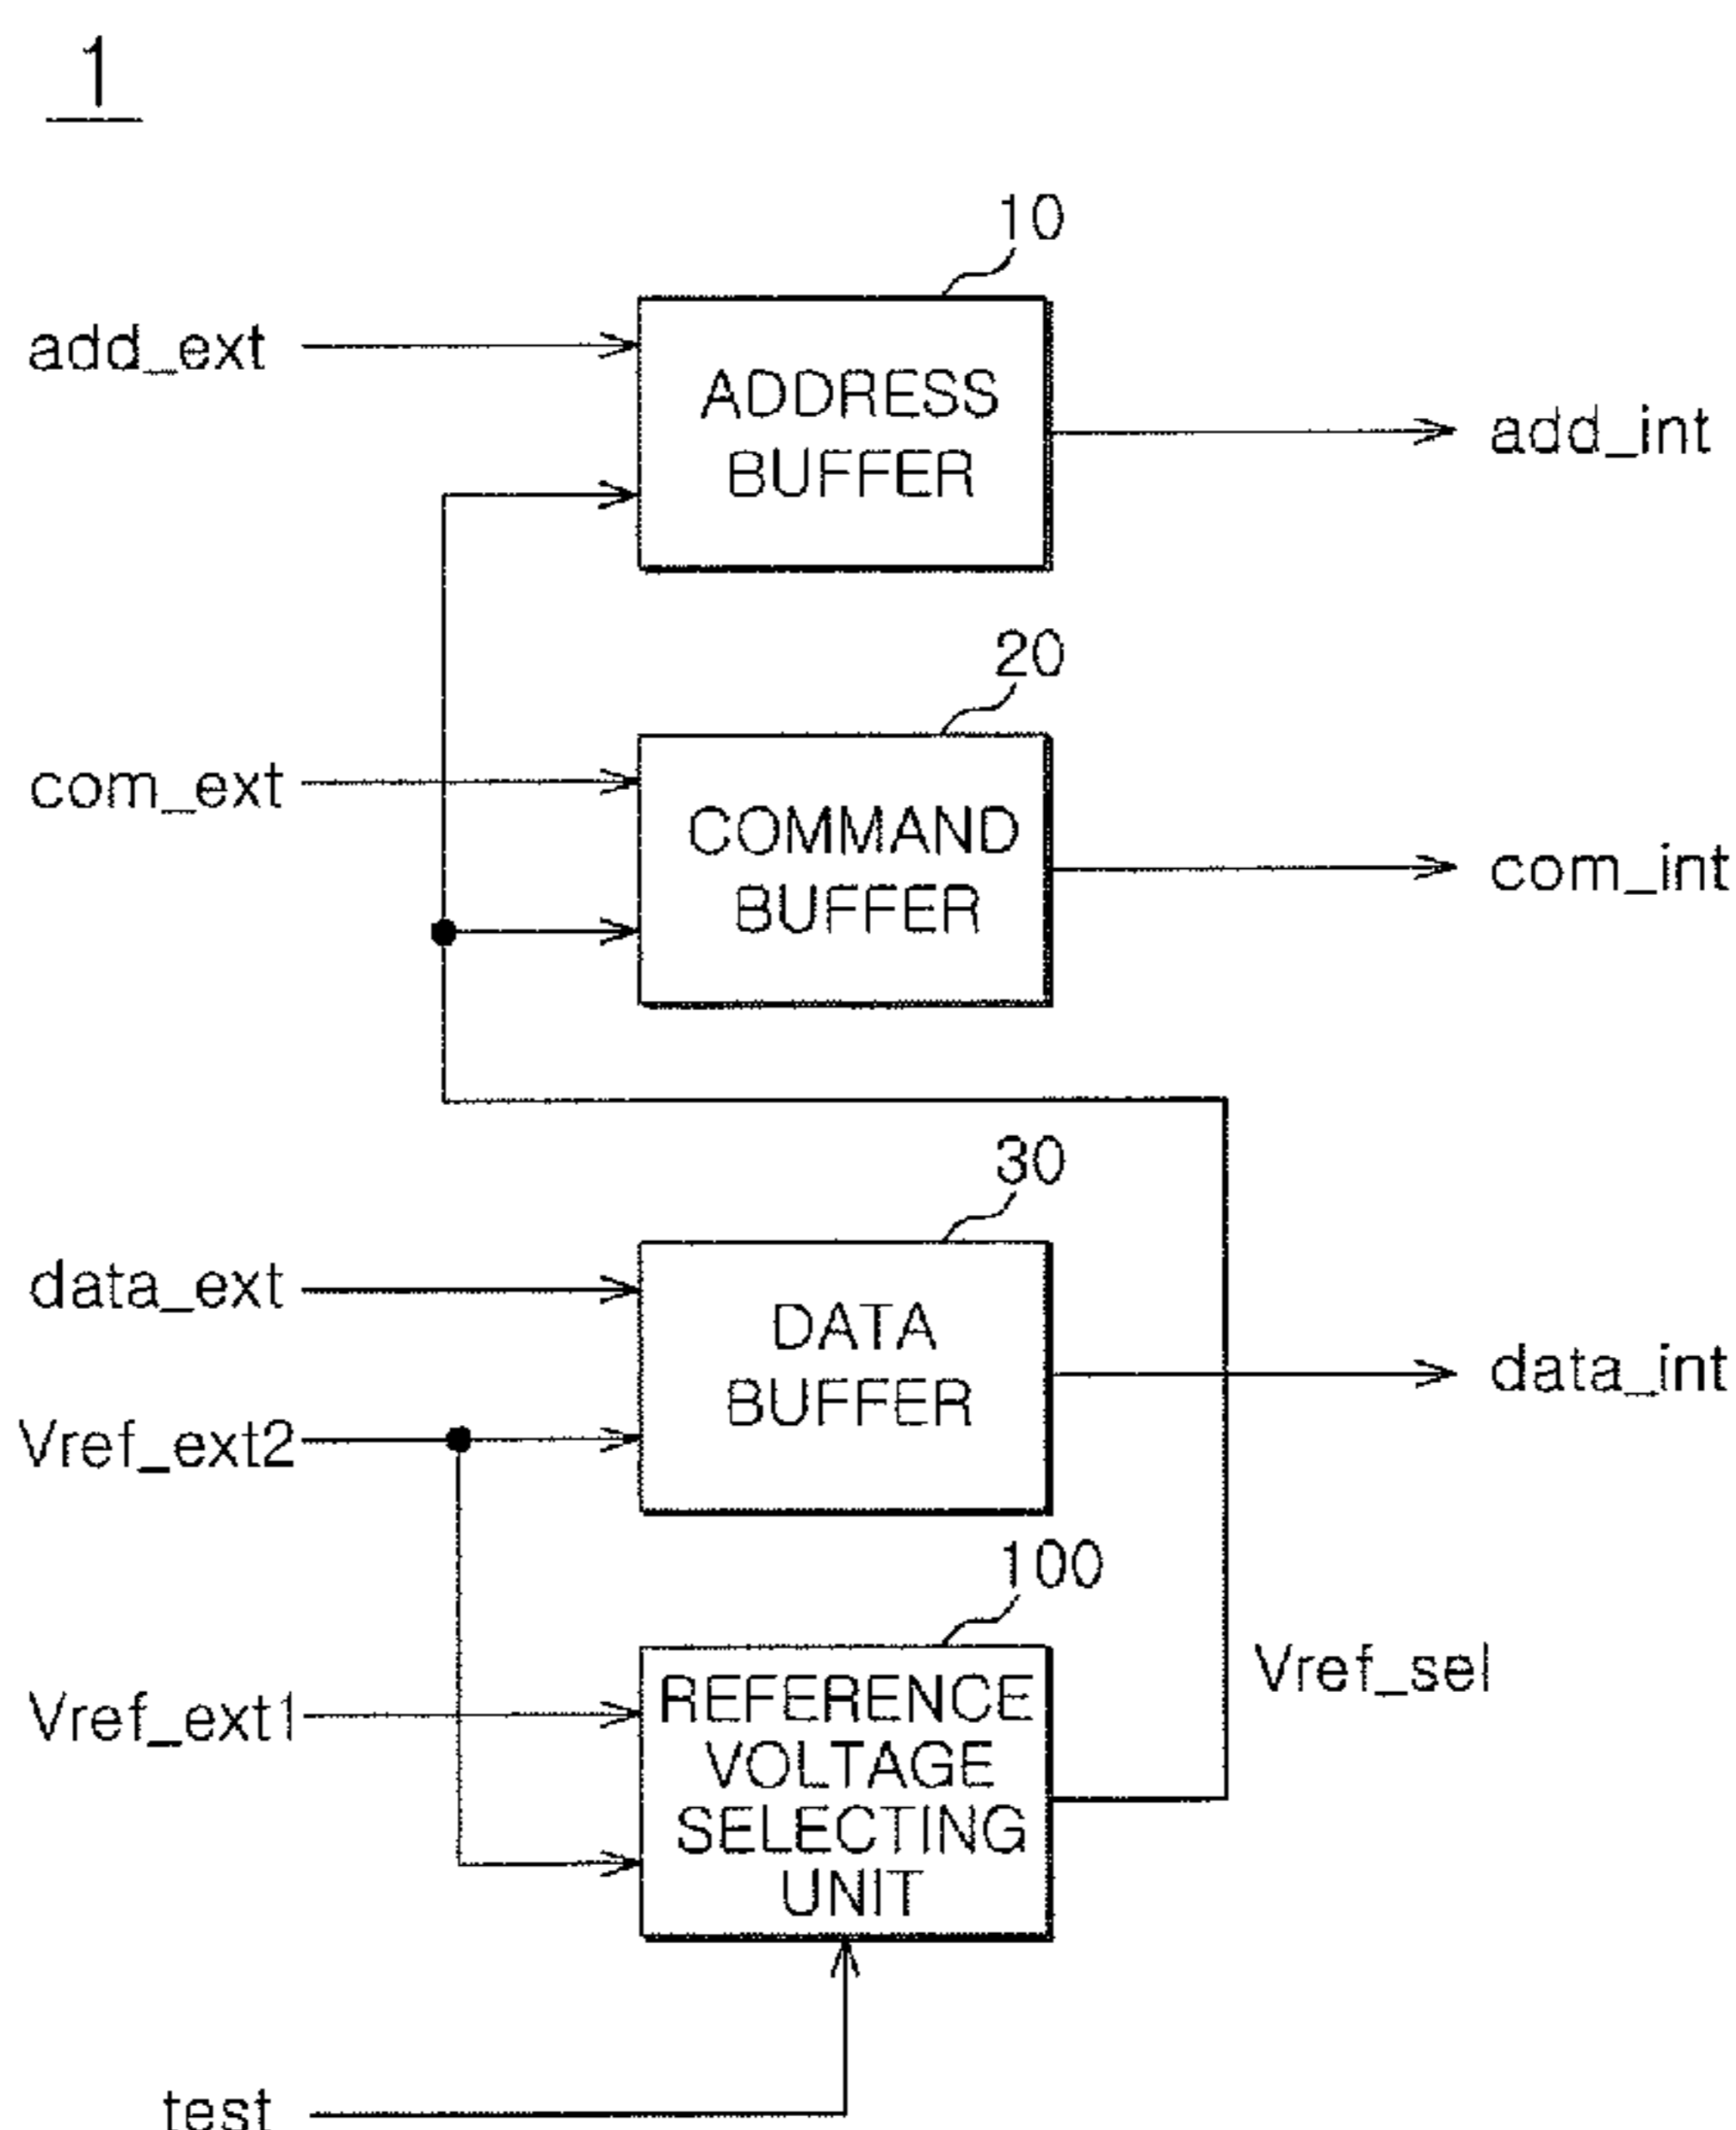 1
10
add_ext
ADDRESS
BUFFER
add_int
20
com_ext
COMMAND
BUFFER
com_int
30
data_ext
DATA
BUFFER
data_int
Vref_ext2
100
Vref_ext1
REFERENCE
VOLTAGE
SELECTING
UNIT
Vref_sel
test